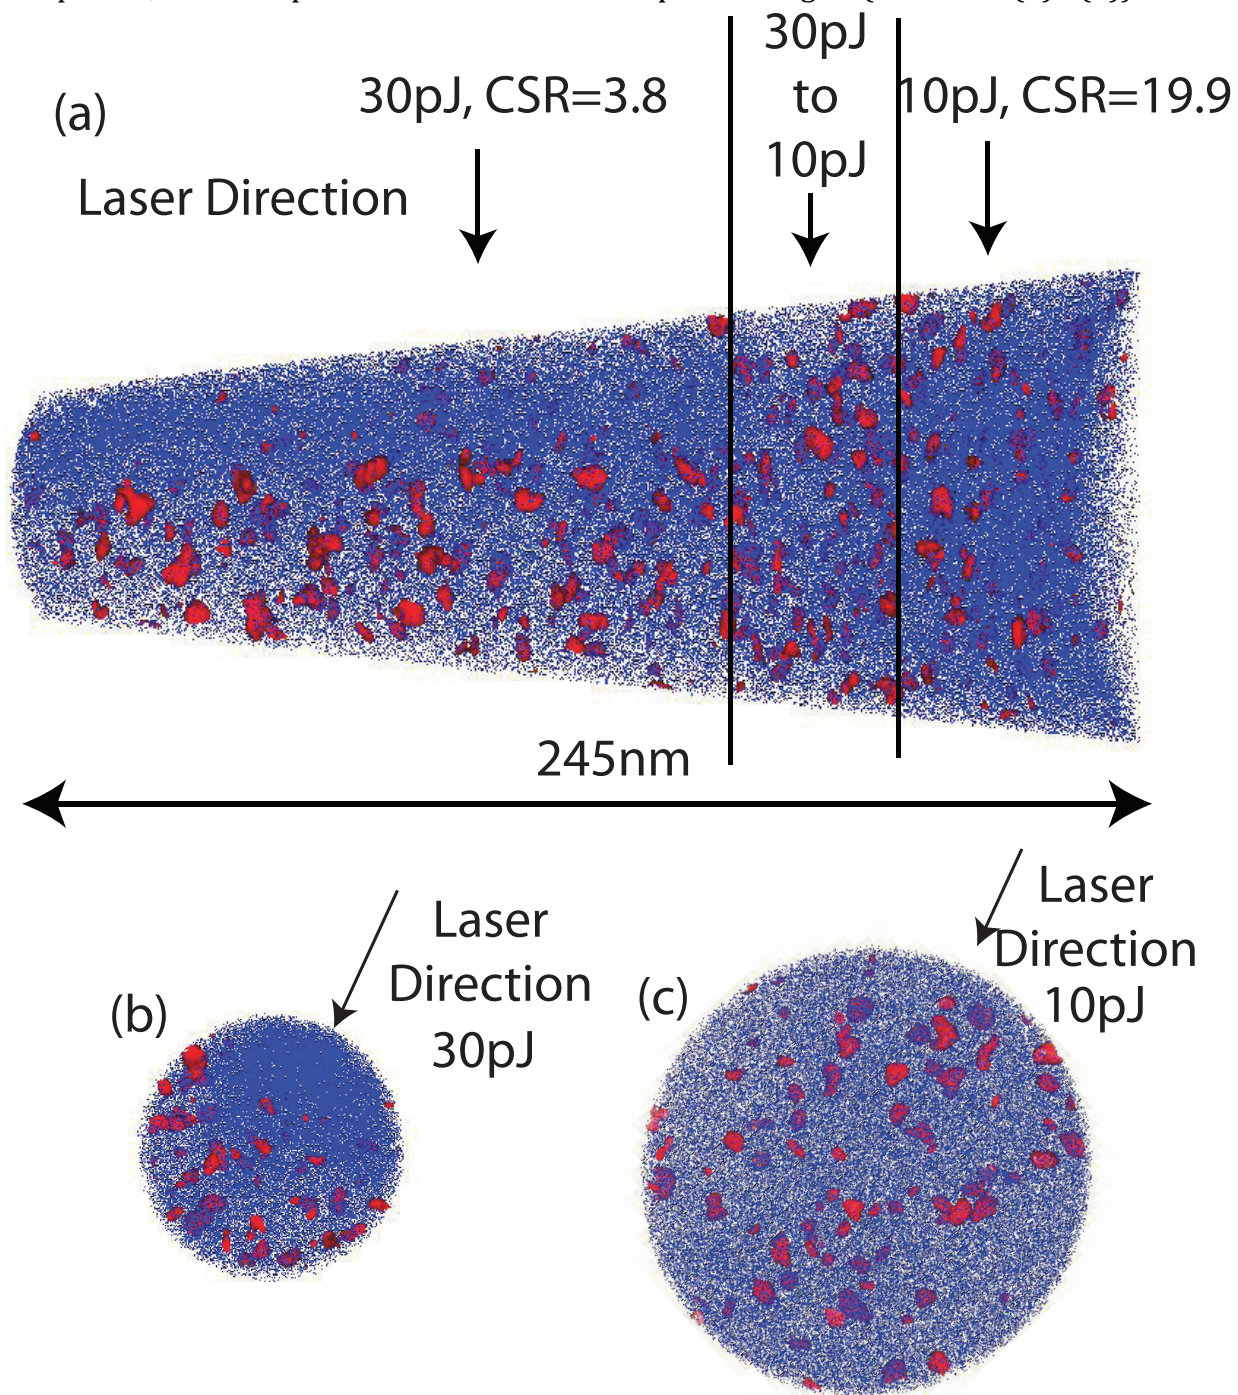 30pJ
(a) 30pJ, CSR=3.8 to 10pJ, CSR=19.9
10pJ
Laser Direction
245nm
Laser
Direction
30pJ
(b)
Laser
Direction
10pJ
(c)